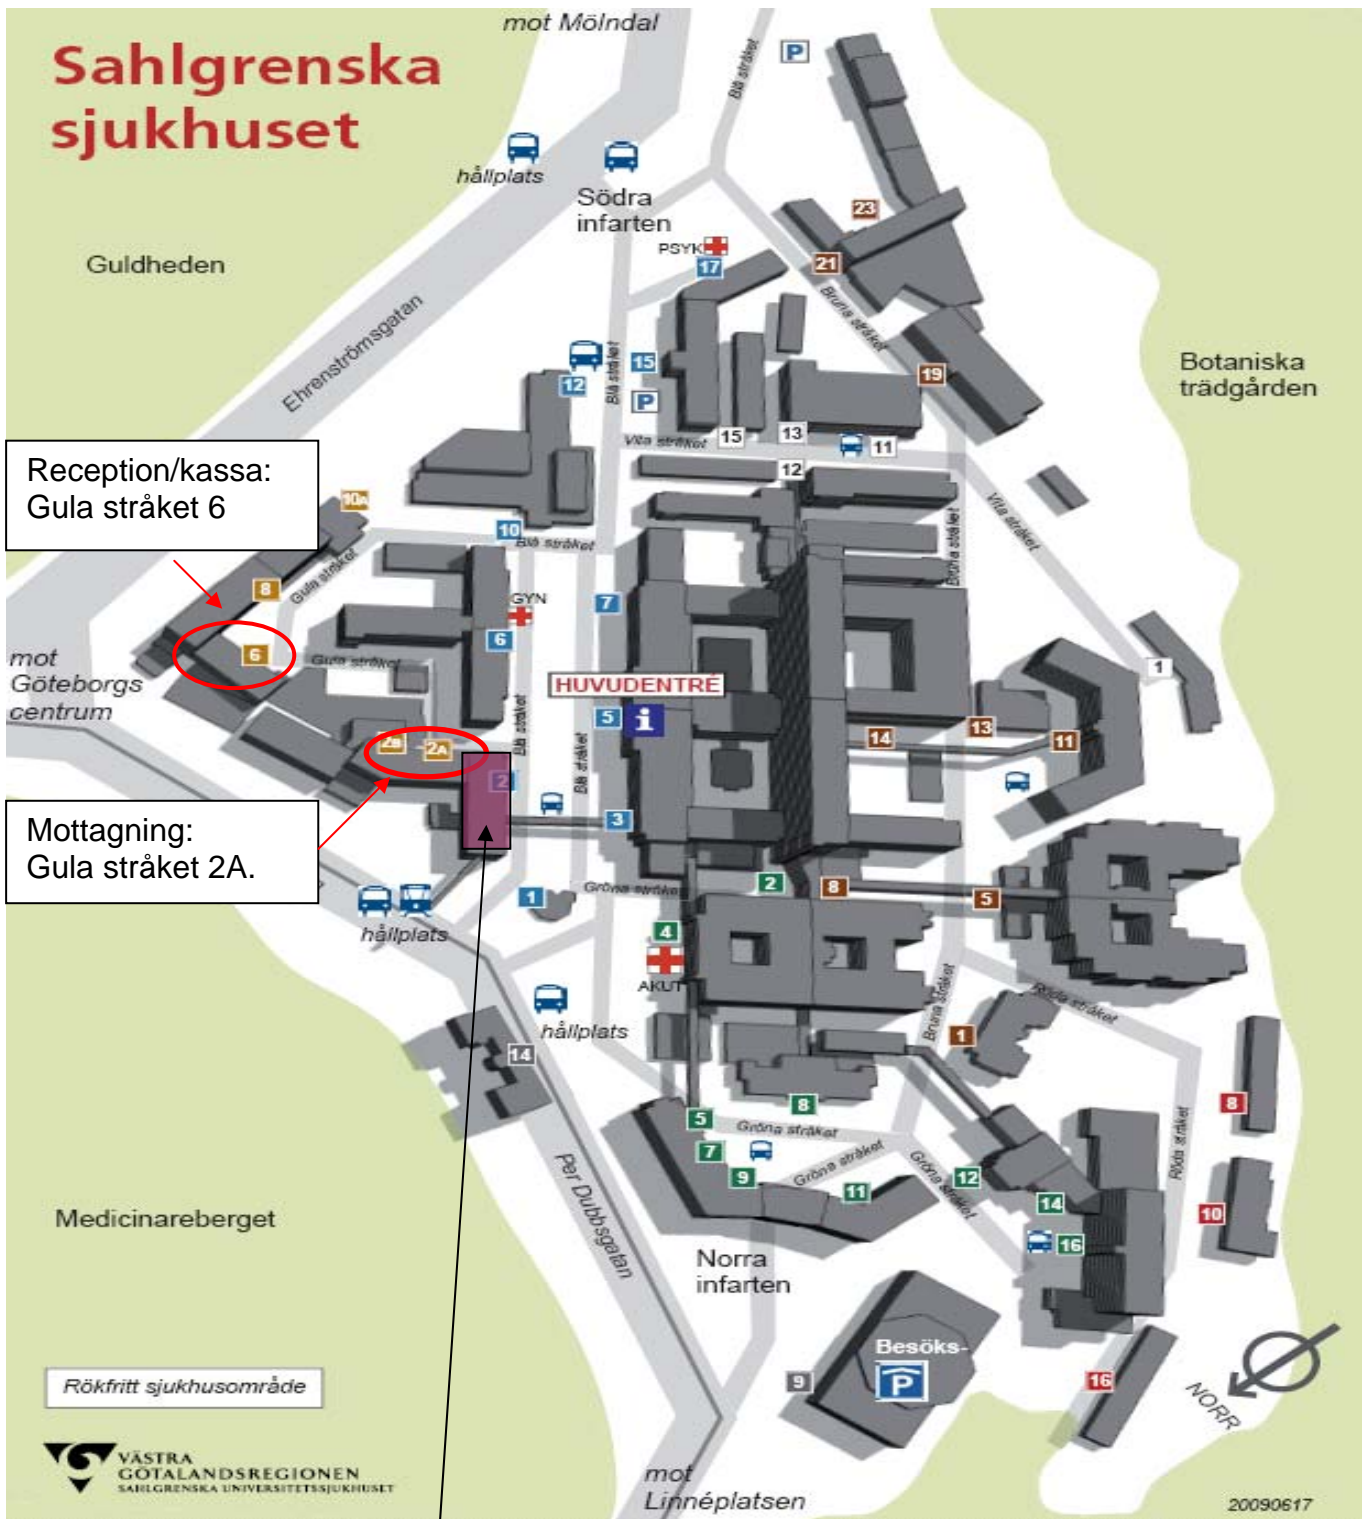 mot Mölndal
Sahlgrenska
sjukhuset
P
Blå stråket
hållplats
Södra
infarten
23
PSYK
17
21
Guldheden
Bruna stråket
Ehrenströmsgatan
Blå stråket
15
12
19
Botaniska
trädgården
P
Vita stråket
15
13
11
12
Reception/kassa:
Gula stråket 6
10A
10
Blå stråket
Bruna stråket
Vita stråket
8
Gula stråket
GYN
7
6
6
Gula stråket
mot
Göteborgs
centrum
1
HUVUDENTRÉ
5
i
Blå stråket
Blå stråket
2B
2A
14
13
11
2
Mottagning:
Gula stråket 2A.
3
Gröna stråket
2
8
5
1
hållplats
4
AKUT
Bruna stråket
Röda stråket
hållplats
14
1
8
5
8
Gröna stråket
7
9
Gröna stråket
11
Gröna stråket
12
14
16
Röda stråket
10
Per Dubbsgatan
Medicinareberget
Norra
infarten
Besöks-
P
9
16
NORR
Rökfritt sjukhusområde
VÄSTRA
GÖTALANDSREGIONEN
SAHLGRENSKA UNIVERSITETSSJUKHUSET
mot
Linnéplatsen
20090617